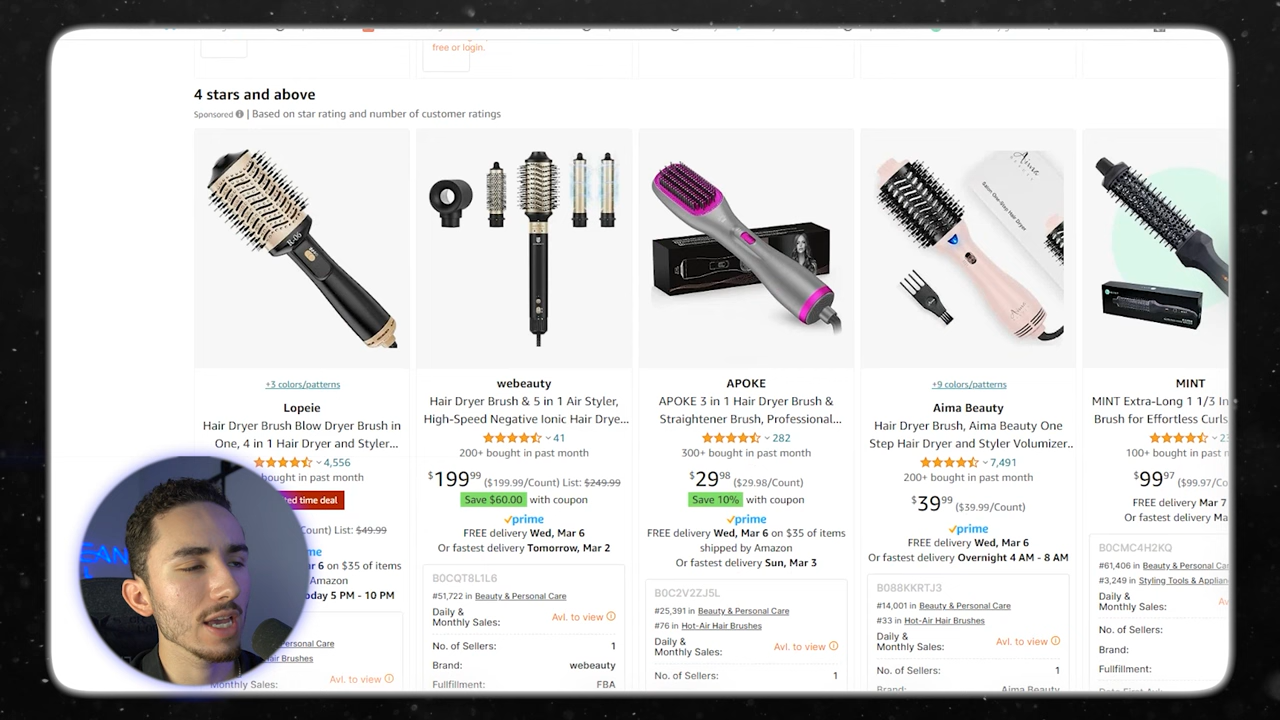 free or login.
4 stars and above
Sponsored | Based on star rating and number of customer ratings
+3 colors/patterns
Lopeie
Hair Dryer Brush Blow Dryer Brush in
One, 4 in 1 Hair Dryer and Styler...
4,556
bought in past month
ted time deal
Count) List: $49.99
6 on $35 of items
Amazon
day 5 PM - 10 PM
ersonal Care
Hair Brushes
Monthly Sales: Avl. to view
webeauty
Hair Dryer Brush & 5 in 1 Air Styler,
High-Speed Negative Ionic Hair Drye...
41
200+ bought in past month
$199.99 ($199.99/Count) List: $249.99
Save $60.00 with coupon
prime
FREE delivery Wed, Mar 6
Or fastest delivery Tomorrow, Mar 2
B0CQT8L1L6
#51,722 in Beauty & Personal Care
Daily &
Monthly Sales: Avl. to view
No. of Sellers: 1
Brand: webeauty
Fullfillment: FBA
APOKE
APOKE 3 in 1 Hair Dryer Brush &
Straightener Brush, Professional...
282
300+ bought in past month
$29.98 ($29.98/Count)
Save 10% with coupon
prime
FREE delivery Wed, Mar 6 on $35 of items
shipped by Amazon
Or fastest delivery Sun, Mar 3
B0C2V2ZJ5L
#25,391 in Beauty & Personal Care
#76 in Hot-Air Hair Brushes
Daily &
Monthly Sales: Avl. to view
No. of Sellers: 1
+9 colors/patterns
Aima Beauty
Hair Dryer Brush, Aima Beauty One
Step Hair Dryer and Styler Volumizer..
7,491
200+ bought in past month
$39.99 ($39.99/Count)
prime
FREE delivery Wed, Mar 6
Or fastest delivery Overnight 4 AM - 8 AM
B088KKRTJ3
#14,001 in Beauty & Personal Care
#33 in Hot-Air Hair Brushes
Daily &
Monthly Sales: Avl. to view
No. of Sellers: 1
Brand: Aima Beauty
MINT
MINT Extra-Long 1 1/3 In
Brush for Effortless Curls
23
100+ bought in past m
$99.97 ($99.97/Co
FREE delivery Mar 7
Or fastest delivery Ma
B0CMC4H2KQ
#61,406 in Beauty & Personal Care
#3,249 in Styling Tools & Applian
Daily &
Monthly Sales: Av
No. of Sellers:
Brand:
Fullfillment: